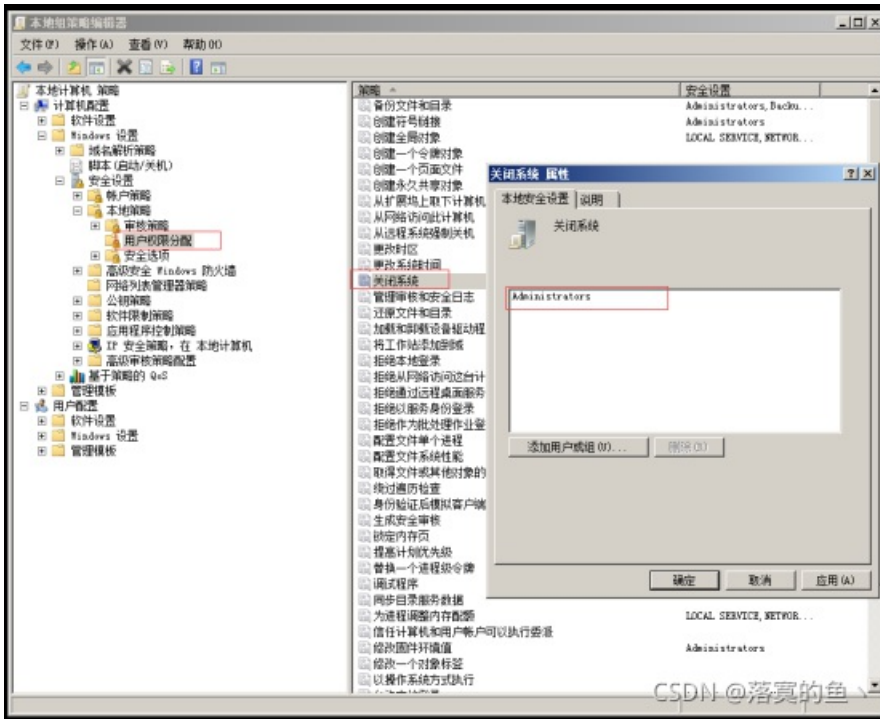 本地组策略编辑器
文件(F) 操作(A) 查看(V) 帮助(H)
本地计算机 策略
计算机配置
软件设置
Windows 设置
域名解析策略
脚本(启动/关机)
安全设置
帐户策略
本地策略
审核策略
用户权限分配
安全选项
高级安全 Windows 防火墙
网络列表管理器策略
公钥策略
软件限制策略
应用程序控制策略
IP 安全策略，在 本地计算机
高级审核策略配置
基于策略的 QoS
管理模板
用户配置
软件设置
Windows 设置
管理模板
策略 安全设置
备份文件和目录 Administrators, Backu...
创建符号链接 Administrators
创建全局对象 LOCAL SERVICE, NETWOR...
创建一个令牌对象
创建一个页面文件
创建永久共享对象
从扩展坞上取下计算机
从网络访问此计算机
从远程系统强制关机
更改时区
更改系统时间
关闭系统
管理审核和安全日志
还原文件和目录
加载和卸载设备驱动程
将工作站添加到域
拒绝本地登录
拒绝从网络访问这台计
拒绝通过远程桌面服务
拒绝以服务身份登录
拒绝作为批处理作业登
配置文件单个进程
配置文件系统性能
取得文件或其他对象的
绕过遍历检查
身份验证后模拟客户端
生成安全审核
锁定内存页
提高计划优先级
替换一个进程级令牌
调试程序
同步目录服务数据
为进程调整内存配额 LOCAL SERVICE, NETWOR...
信任计算机和用户帐户可以执行委派
修改固件环境值 Administrators
修改一个对象标签
以操作系统方式执行
关闭系统 属性
本地安全设置 说明
关闭系统
Administrators
添加用户或组(U)... 删除(R)
确定 取消 应用(A)
CSDN @落寞的鱼丶